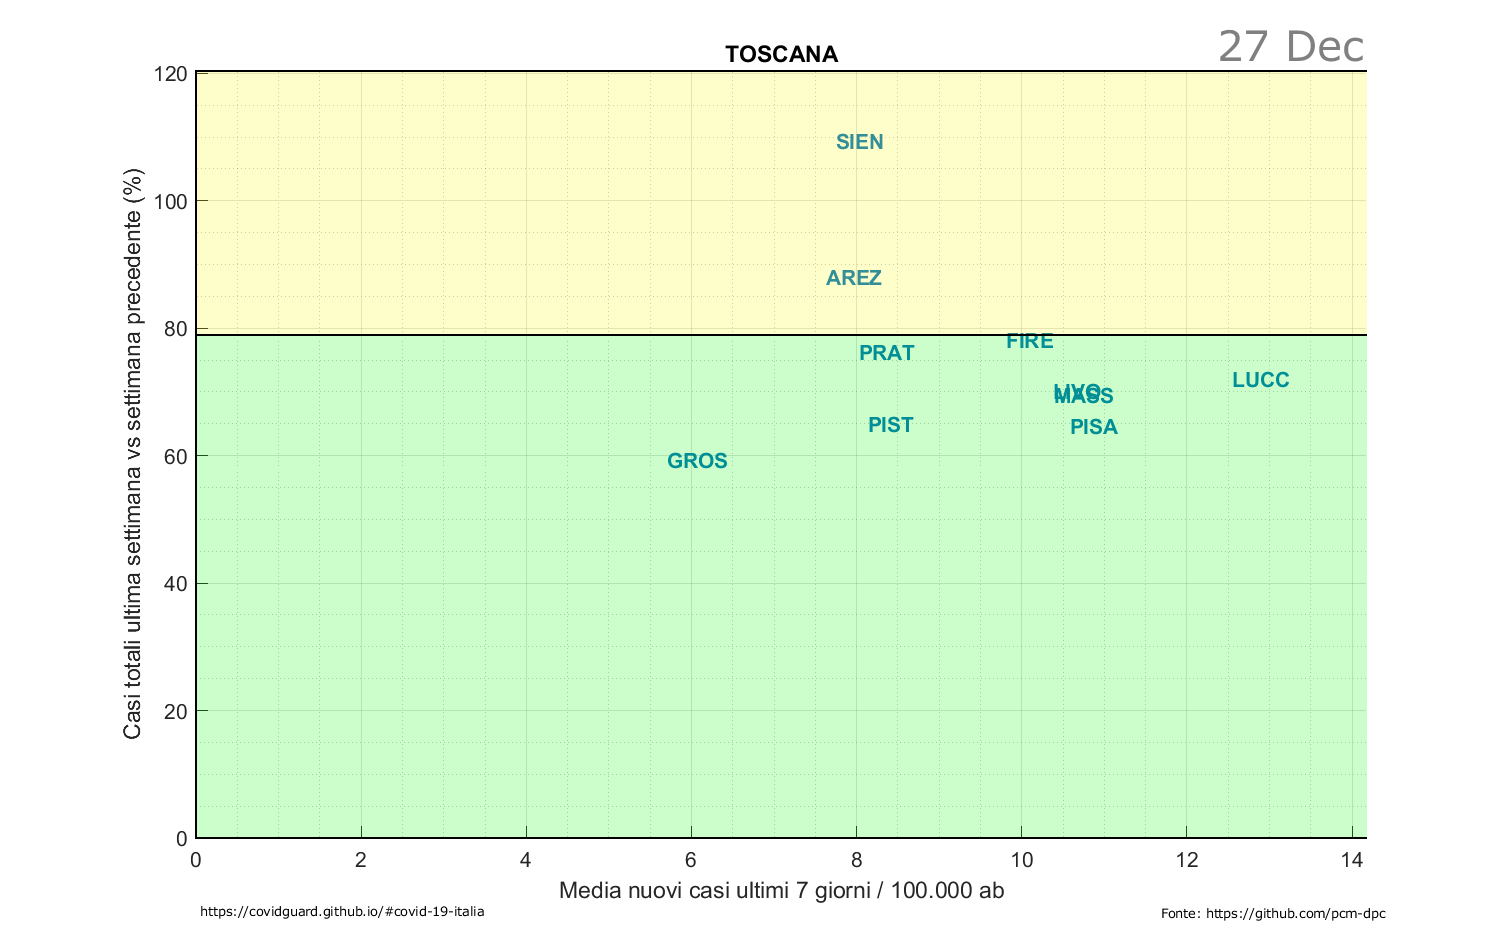 27 Dec
TOSCANA
120
100
80
60
40
20
0
Casi totali ultima settimana vs settimana precedente (%)
SIEN
AREZ
FIRE
PRAT
LUCC
LIVO
MASS
PIST
PISA
GROS
0 2 4 6 8 10 12 14
Media nuovi casi ultimi 7 giorni / 100.000 ab
https://covidguard.github.io/#covid-19-italia
Fonte: https://github.com/pcm-dpc